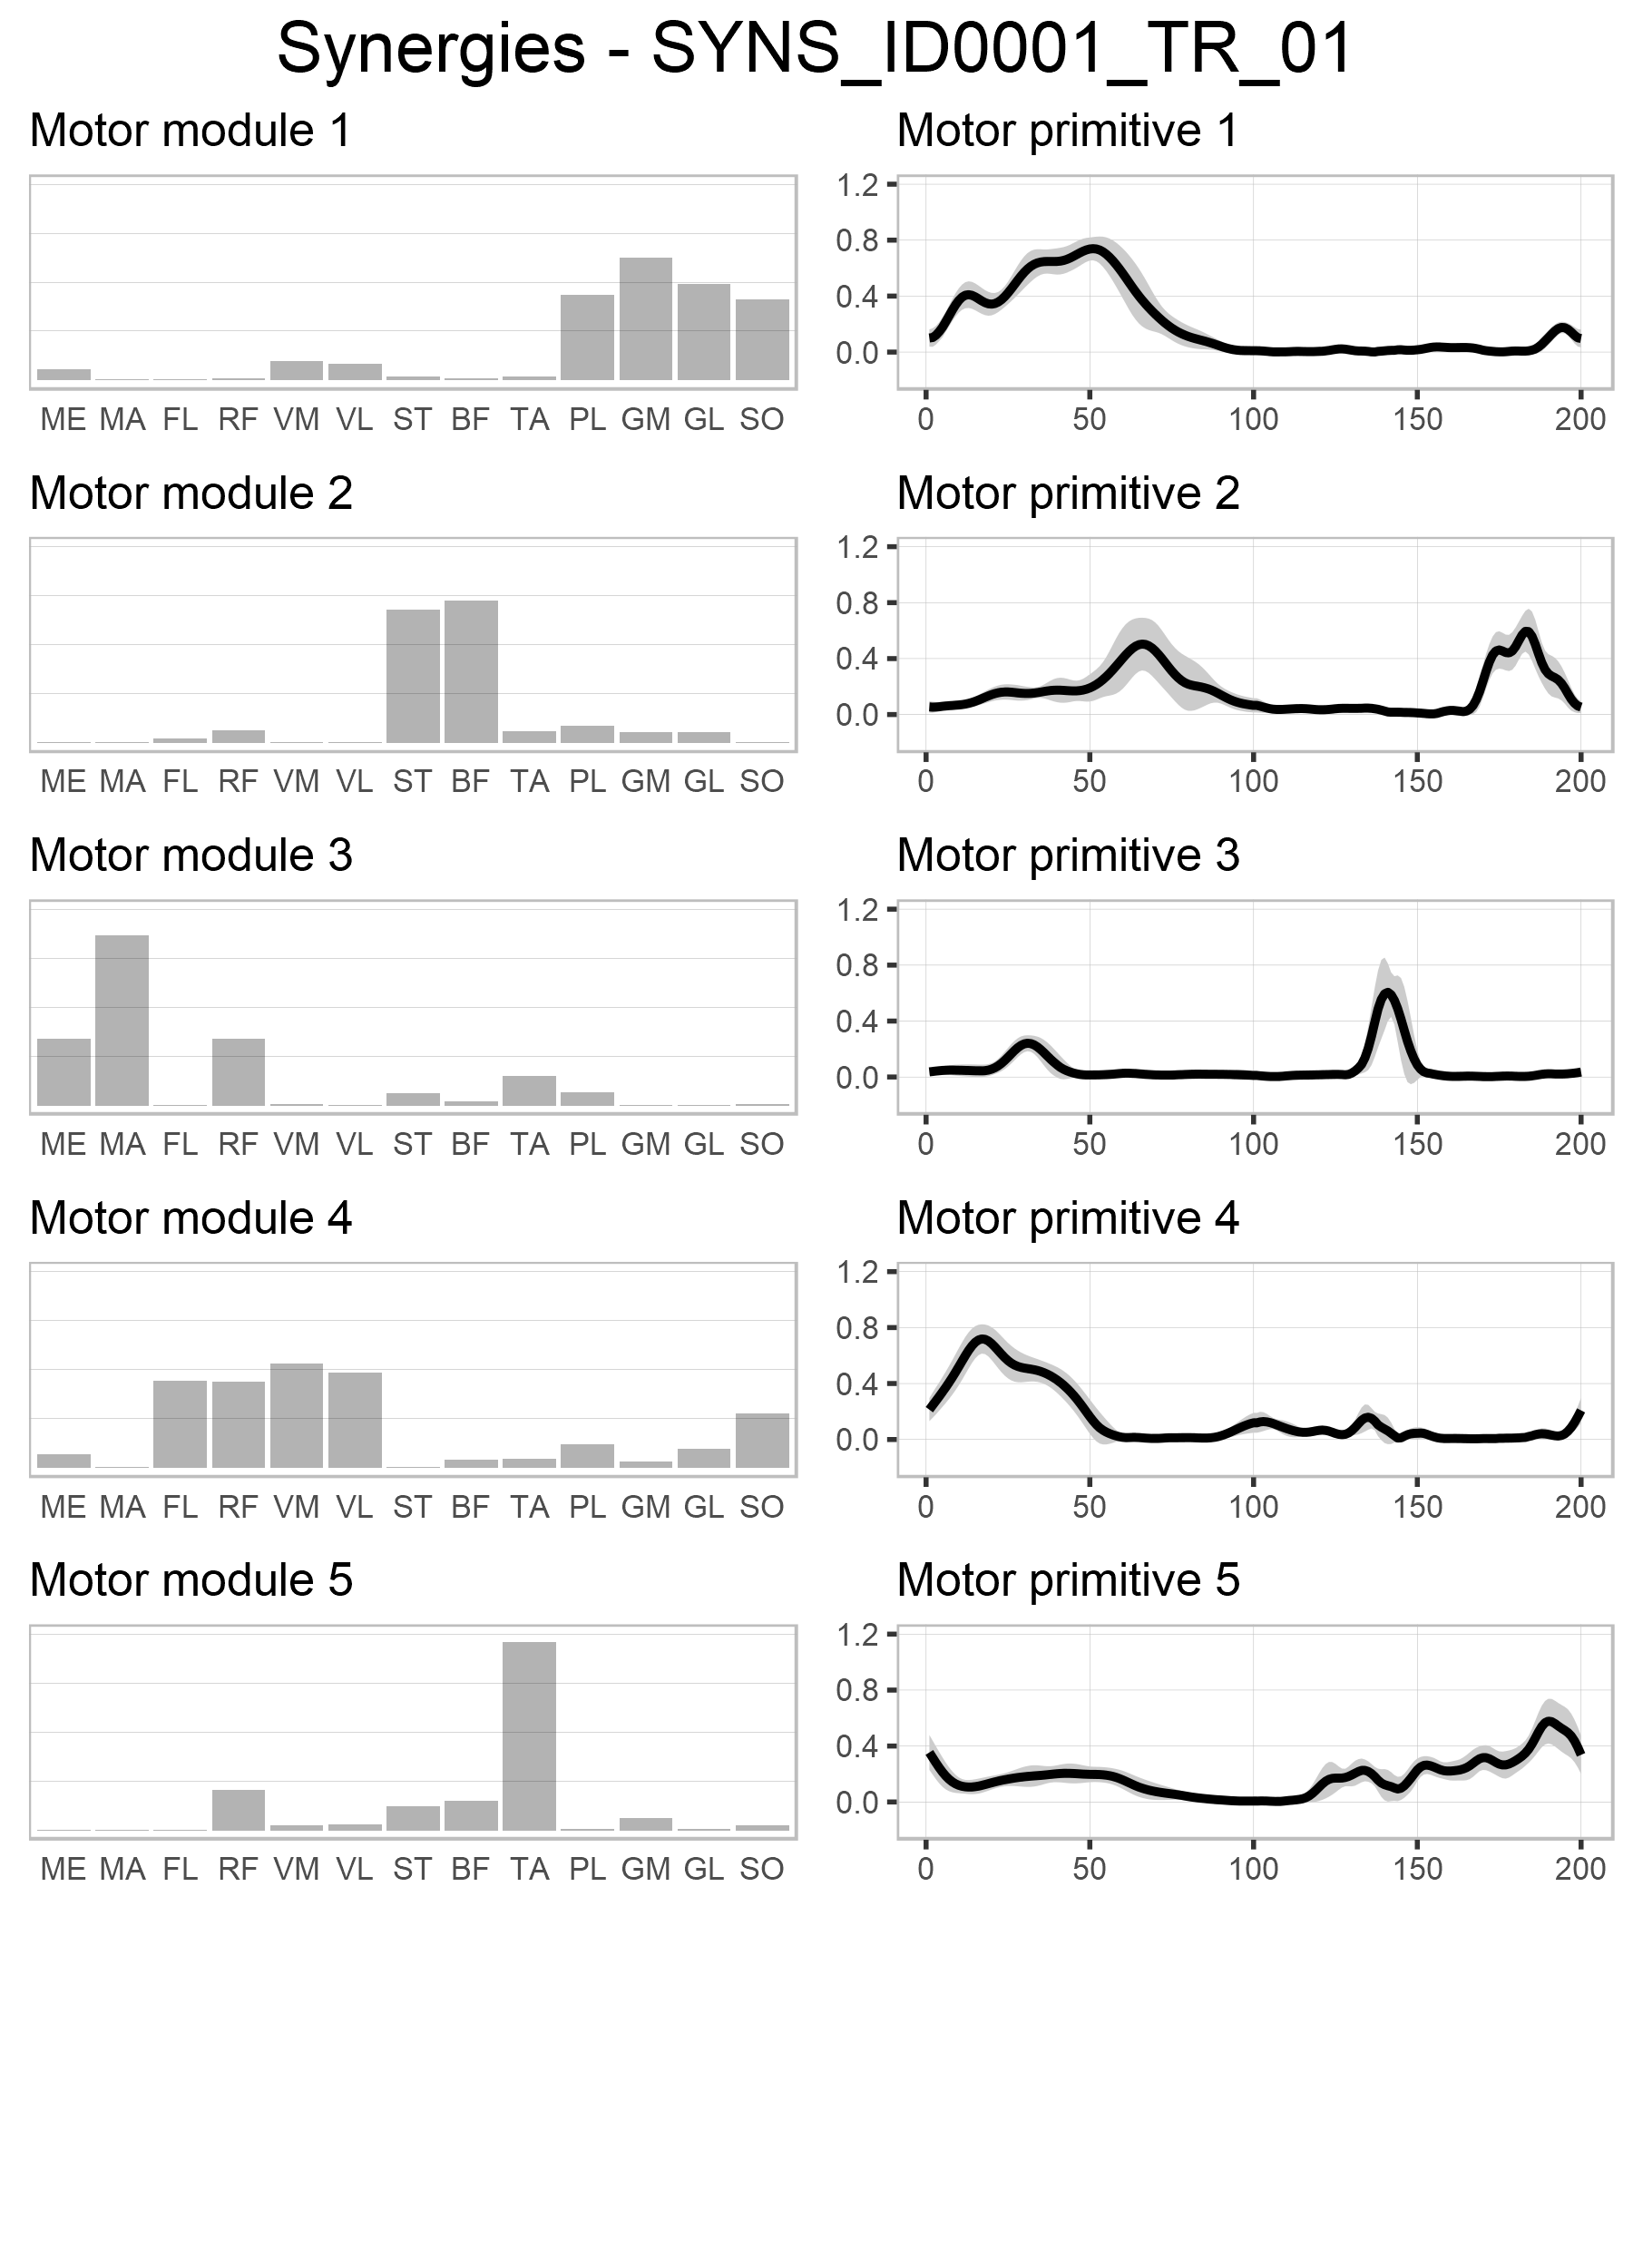 Synergies - SYNS_ID0001_TR_01
Motor module 1
Motor primitive 1
1.2
0.8
0.4
0.0
ME MA FL RF VM VL ST BF TA PL GM GL SO
0 50 100 150 200
Motor module 2
Motor primitive 2
1.2
0.8
0.4
0.0
ME MA FL RF VM VL ST BF TA PL GM GL SO
0 50 100 150 200
Motor module 3
Motor primitive 3
1.2
0.8
0.4
0.0
ME MA FL RF VM VL ST BF TA PL GM GL SO
0 50 100 150 200
Motor module 4
Motor primitive 4
1.2
0.8
0.4
0.0
ME MA FL RF VM VL ST BF TA PL GM GL SO
0 50 100 150 200
Motor module 5
Motor primitive 5
1.2
0.8
0.4
0.0
ME MA FL RF VM VL ST BF TA PL GM GL SO
0 50 100 150 200